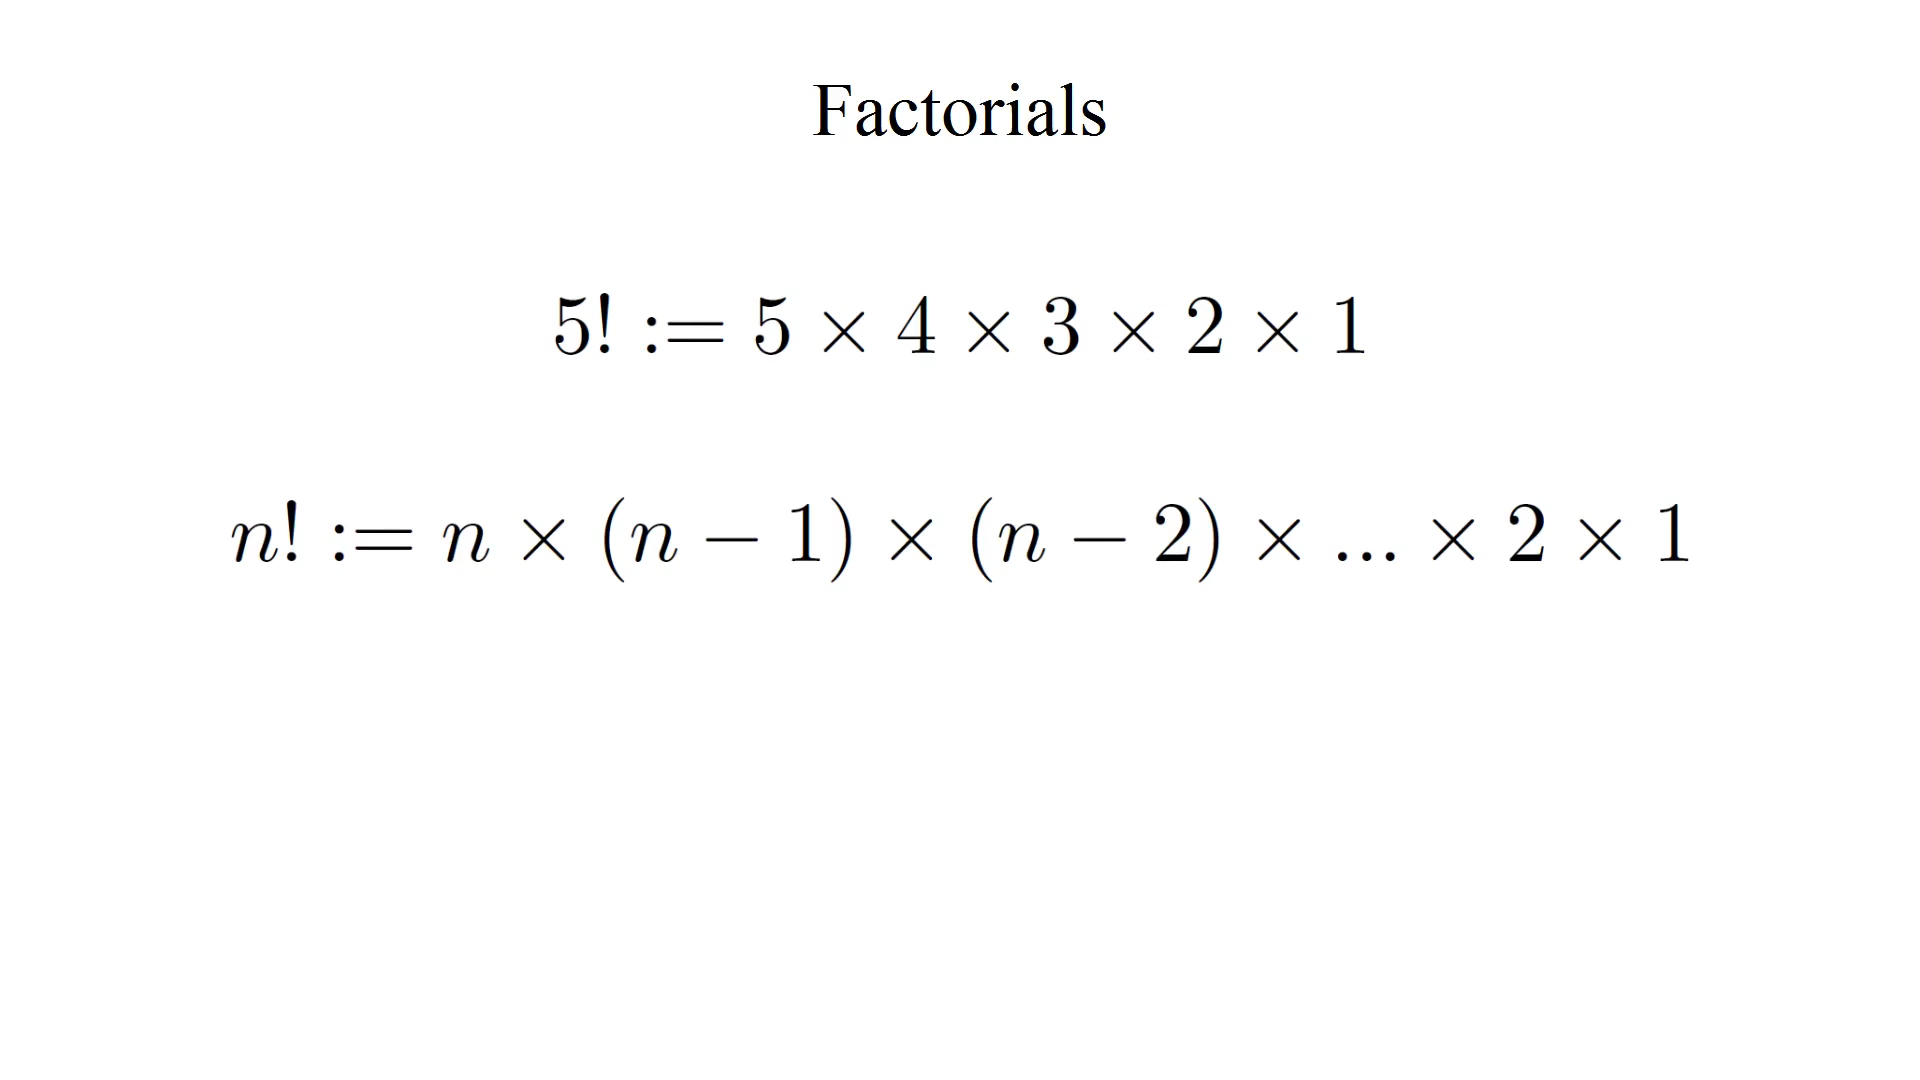 Factorials
5! := 5 × 4 × 3 × 2 × 1
n! := n × (n − 1) × (n − 2) × ... × 2 × 1